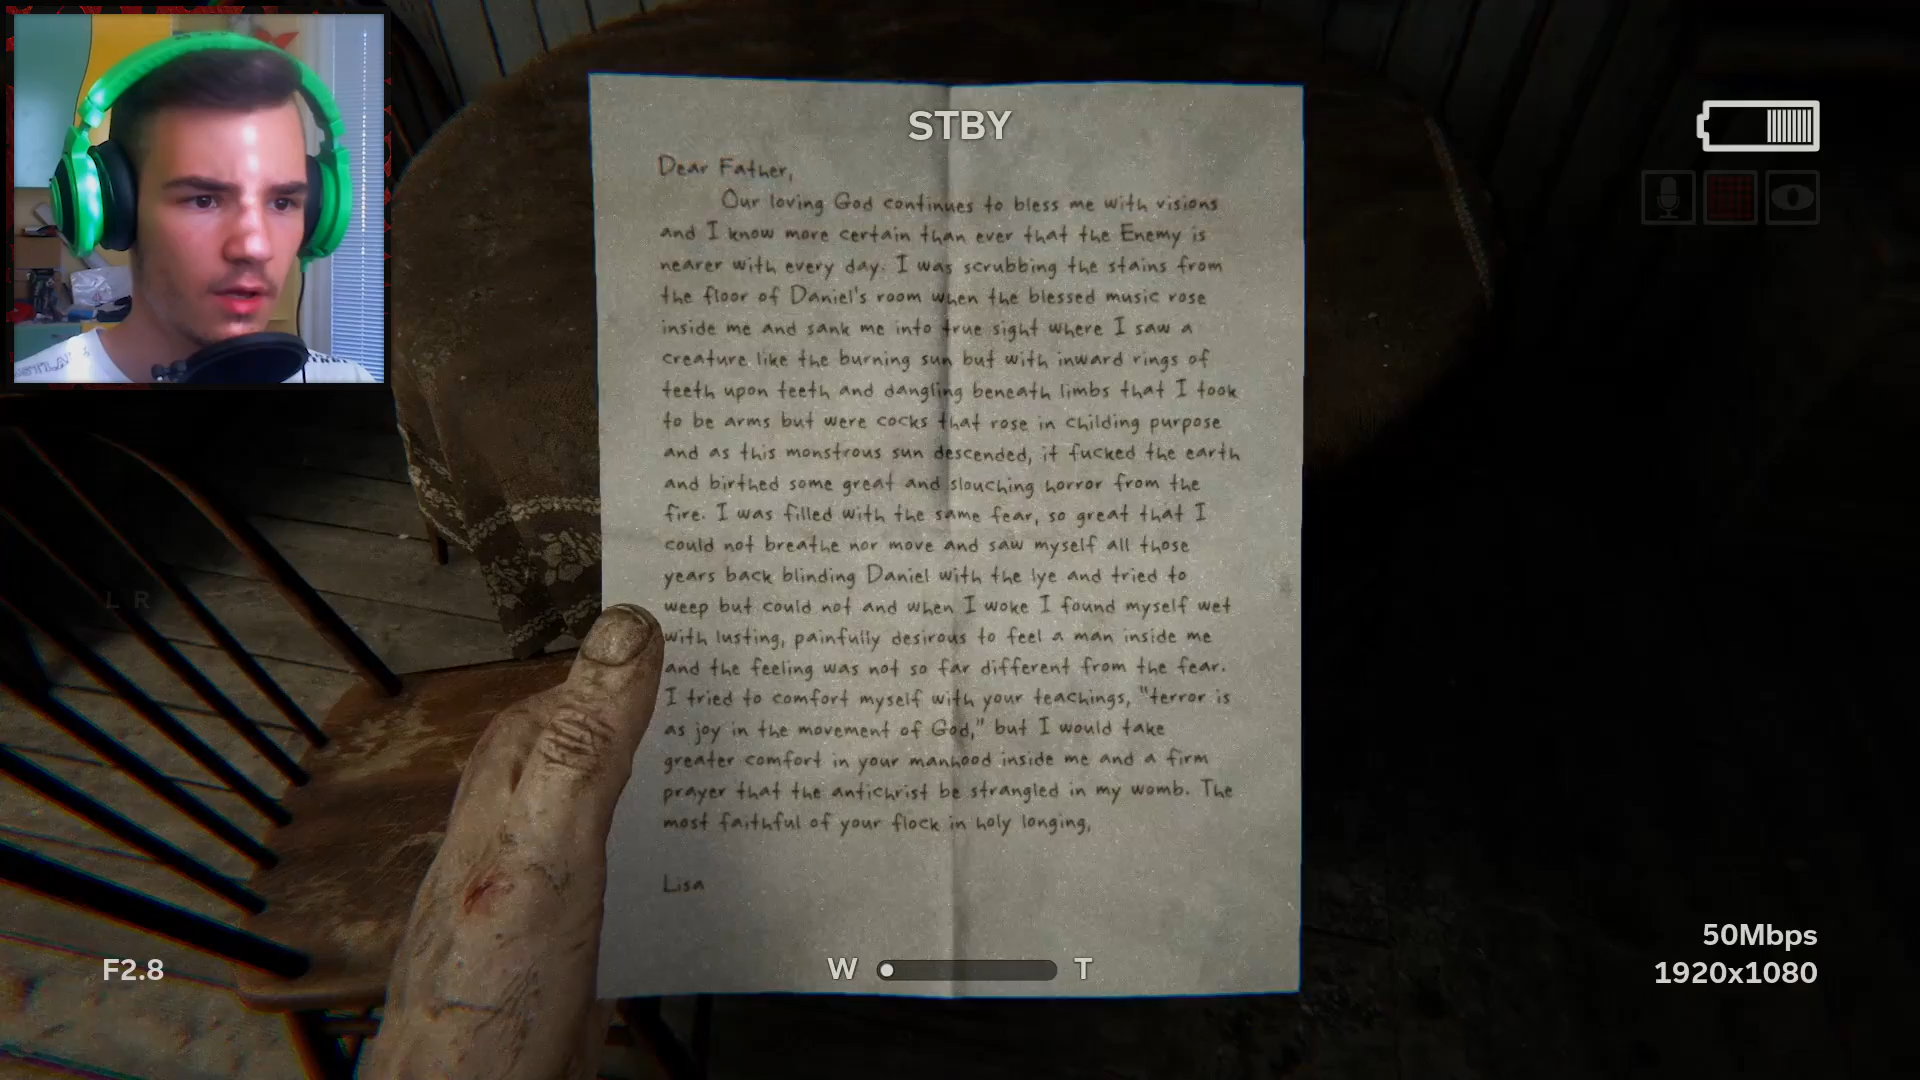 STBY
Dear Father,
Our loving God continues to bless me with visions
and I know more certain than ever that the Enemy is
nearer with every day. I was scrubbing the stains from
the floor of Daniel's room when the blessed music rose
inside me and sank me into true sight where I saw a
creature like the burning sun but with inward rings of
teeth upon teeth and dangling beneath limbs that I took
to be arms but were cocks that rose in childing purpose
and as this monstrous sun descended, it fucked the earth
and birthed some great and slouching horror from the
fire. I was filled with the same fear, so great that I
could not breathe nor move and saw myself all those
years back blinding Daniel with the lye and tried to
weep but could not and when I woke I found myself wet
with lusting, painfully desirous to feel a man inside me
and the feeling was not so far different from the fear.
I tried to comfort myself with your teachings, "terror is
as joy in the movement of God," but I would take
greater comfort in your manhood inside me and a firm
prayer that the antichrist be strangled in my womb. The
most faithful of your flock in holy longing,
Lisa
L R
F2.8
W T
50Mbps
1920x1080